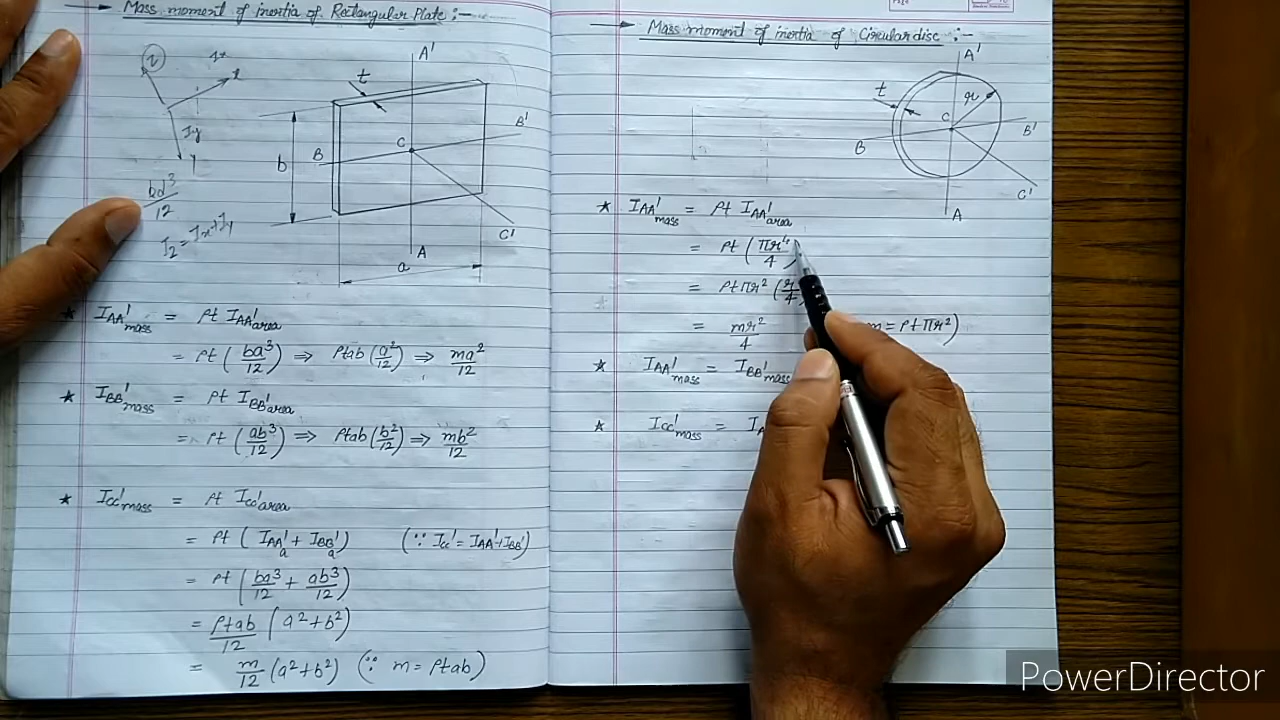 → Mass moment of inertia of Rectangular Plate :-
Z
x
Iy
Y
bd³/12
I₂ = Ix+Iy
A'
t
B'
C
B
b
C'
A
a
* IAA'mass = ρt IAA'area
= ρt (ba³/12) ⇒ ρtab (a²/12) ⇒ ma²/12
* IBB'mass = ρt IBB'area
= ρt (ab³/12) ⇒ ρtab (b²/12) ⇒ mb²/12
* ICC'mass = ρt ICC'area
= ρt ( IAA'a + IBB'a ) (∵ ICC' = IAA'+IBB')
= ρt (ba³/12 + ab³/12)
= ρtab/12 (a²+b²)
= m/12 (a²+b²) (∵ m = ρtab)
→ Mass moment of inertia of Circular disc :-
A'
t
r
C
B'
B
C'
A
* IAA'mass = ρt IAA'area
= ρt (πr⁴/4)
= ρtπr² (
= mr²/4 m = ρtπr²)
* IAA'mass = IBB'mass
* ICC'mass =
PowerDirector